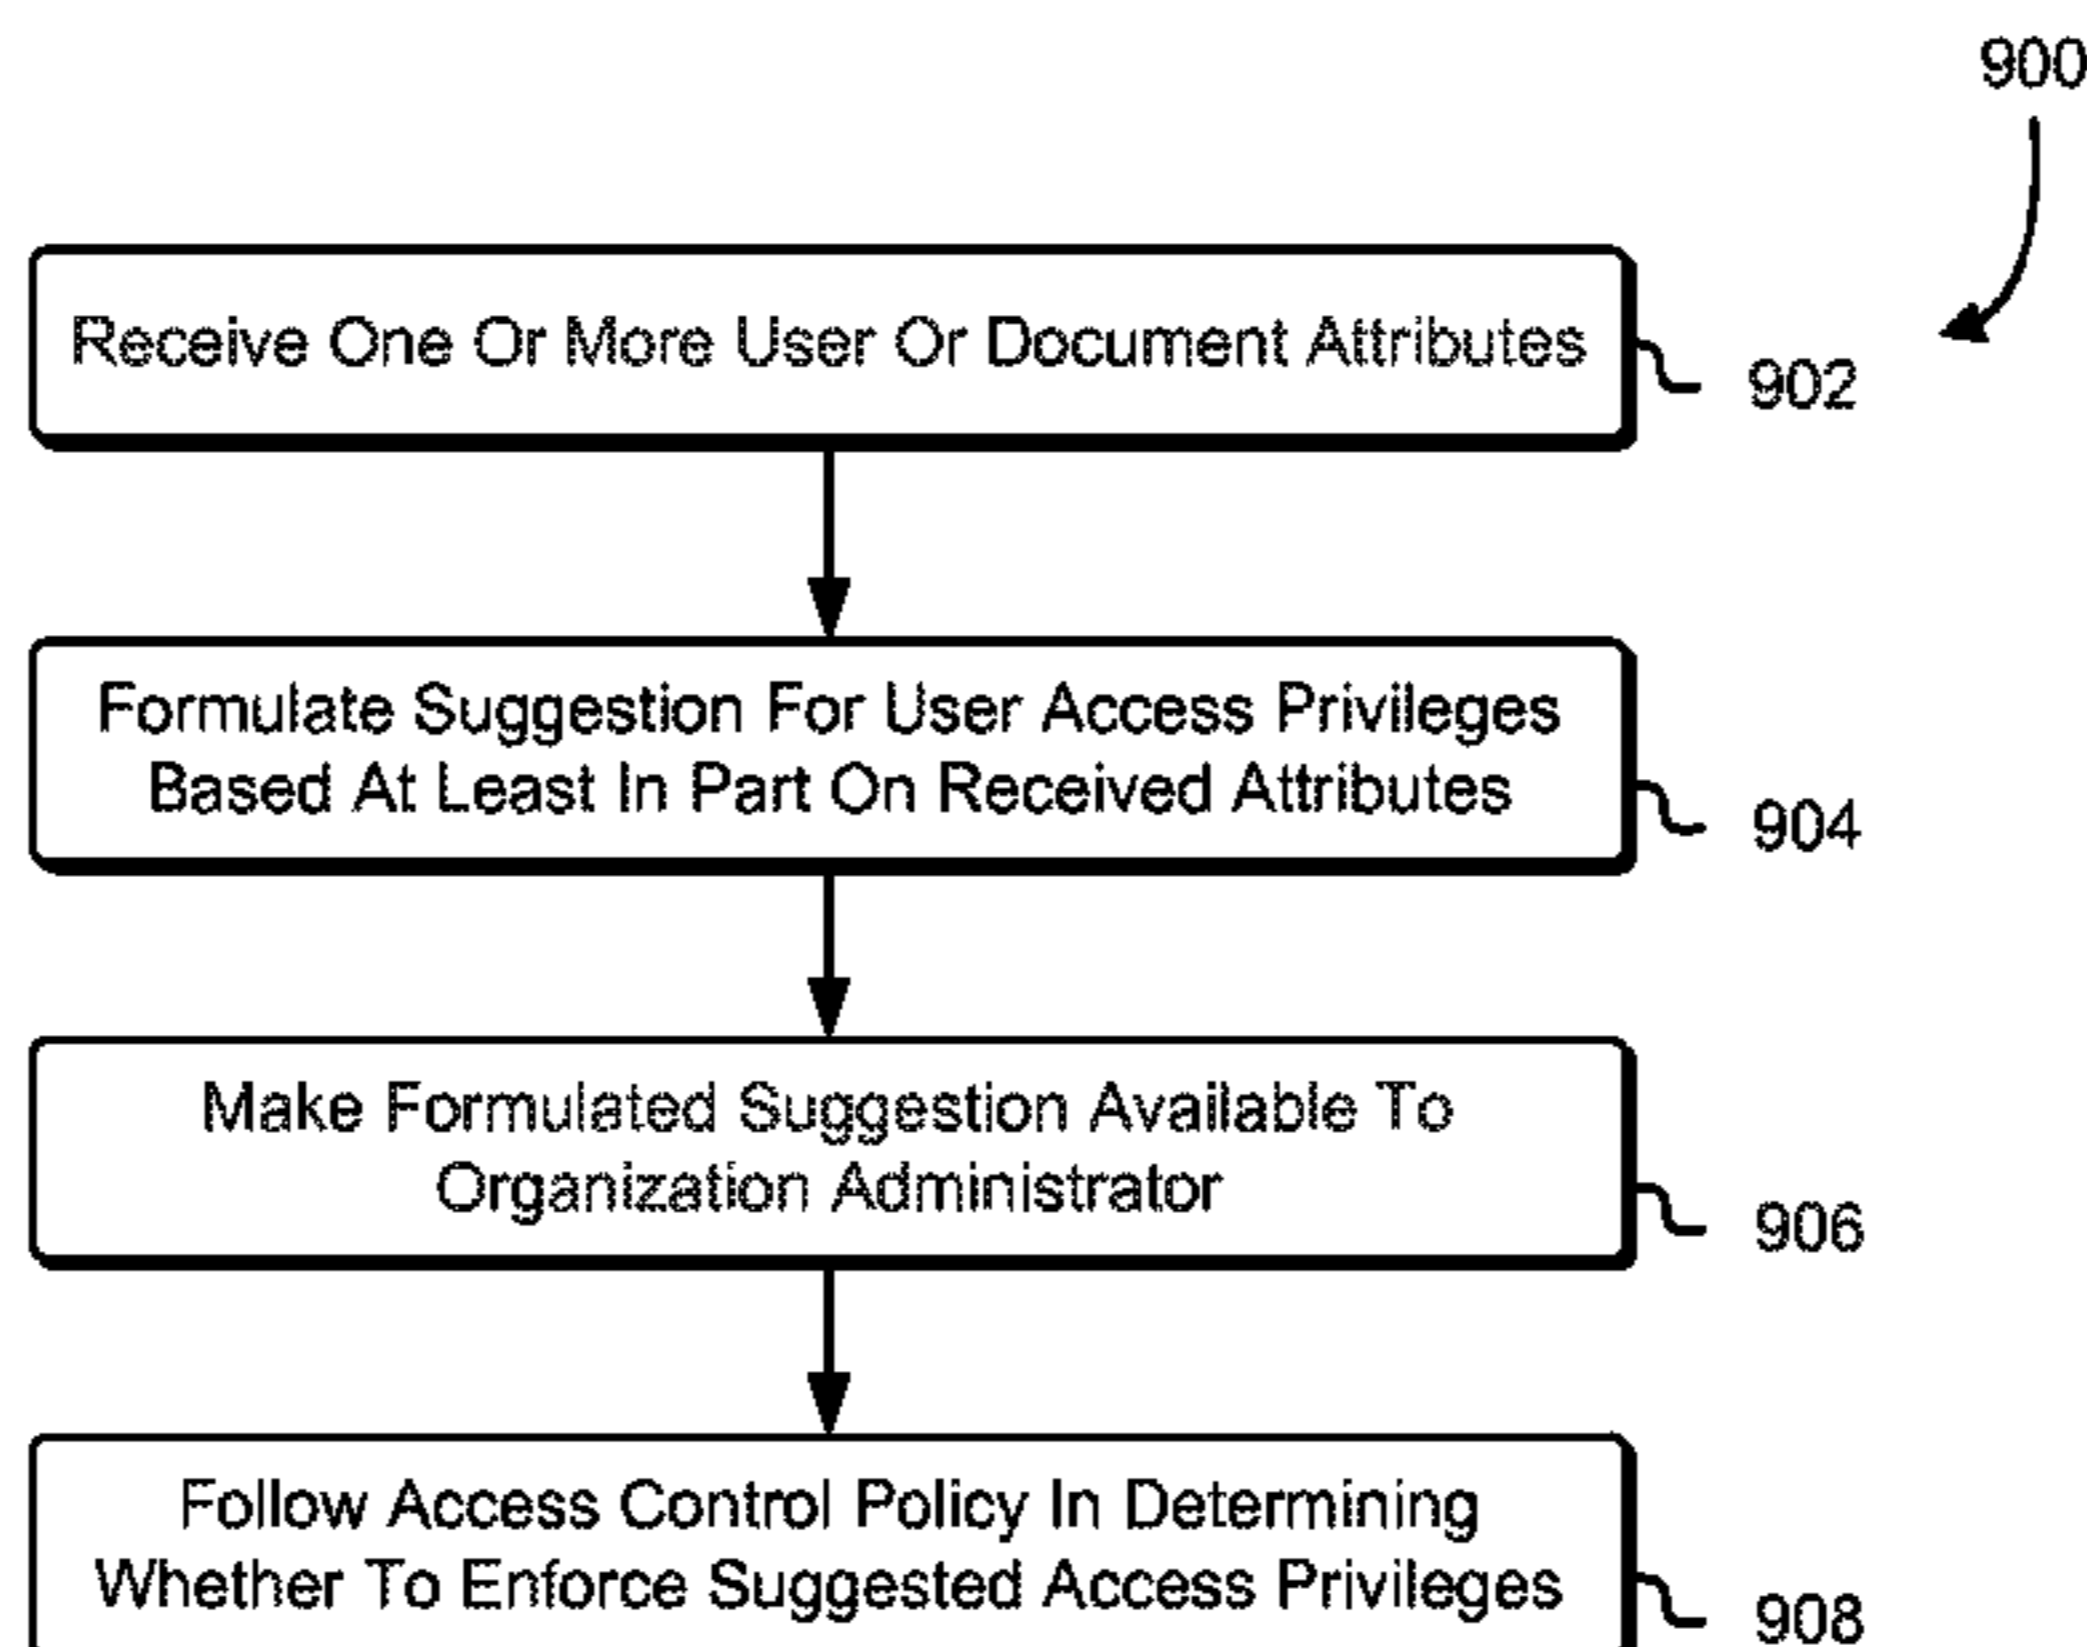 900
Receive One Or More User Or Document Attributes
902
Formulate Suggestion For User Access Privileges
Based At Least In Part On Received Attributes
904
Make Formulated Suggestion Available To
Organization Administrator
906
Follow Access Control Policy In Determining
Whether To Enforce Suggested Access Privileges
908